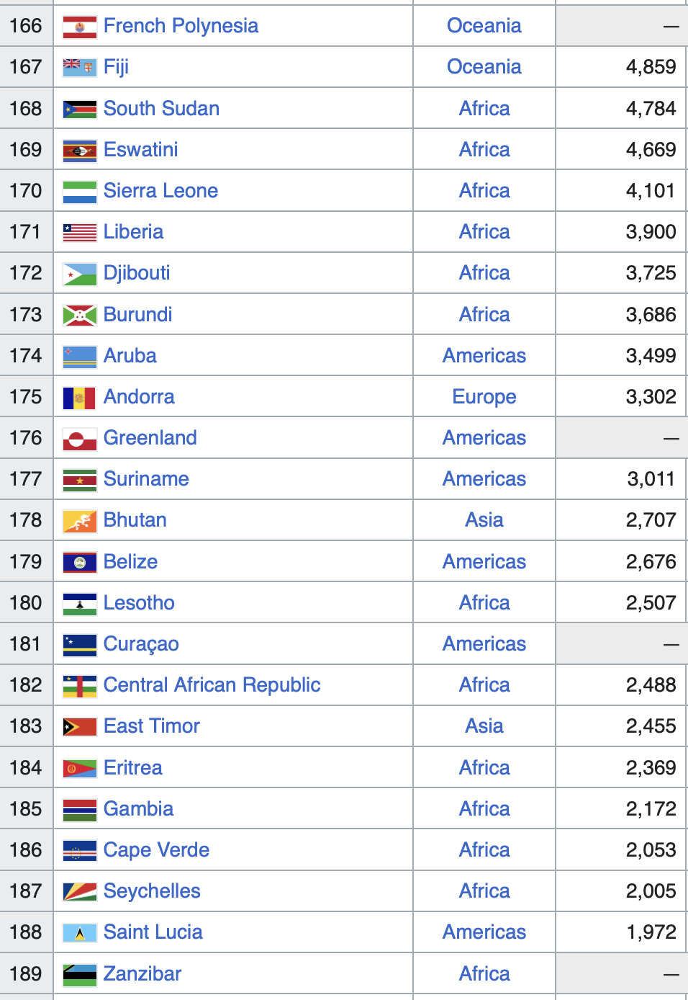 166 French Polynesia Oceania —
167 Fiji Oceania 4,859
168 South Sudan Africa 4,784
169 Eswatini Africa 4,669
170 Sierra Leone Africa 4,101
171 Liberia Africa 3,900
172 Djibouti Africa 3,725
173 Burundi Africa 3,686
174 Aruba Americas 3,499
175 Andorra Europe 3,302
176 Greenland Americas —
177 Suriname Americas 3,011
178 Bhutan Asia 2,707
179 Belize Americas 2,676
180 Lesotho Africa 2,507
181 Curaçao Americas —
182 Central African Republic Africa 2,488
183 East Timor Asia 2,455
184 Eritrea Africa 2,369
185 Gambia Africa 2,172
186 Cape Verde Africa 2,053
187 Seychelles Africa 2,005
188 Saint Lucia Americas 1,972
189 Zanzibar Africa —